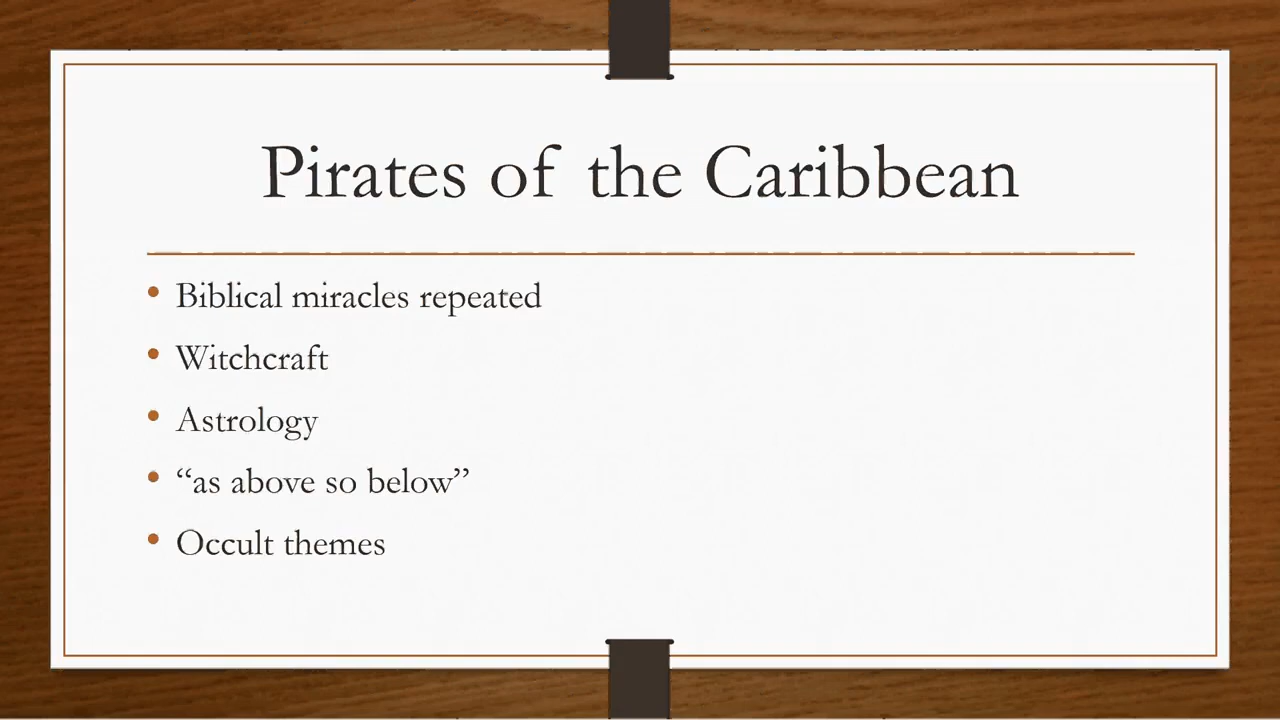 Pirates of the Caribbean
• Biblical miracles repeated
• Witchcraft
• Astrology
• “as above so below”
• Occult themes